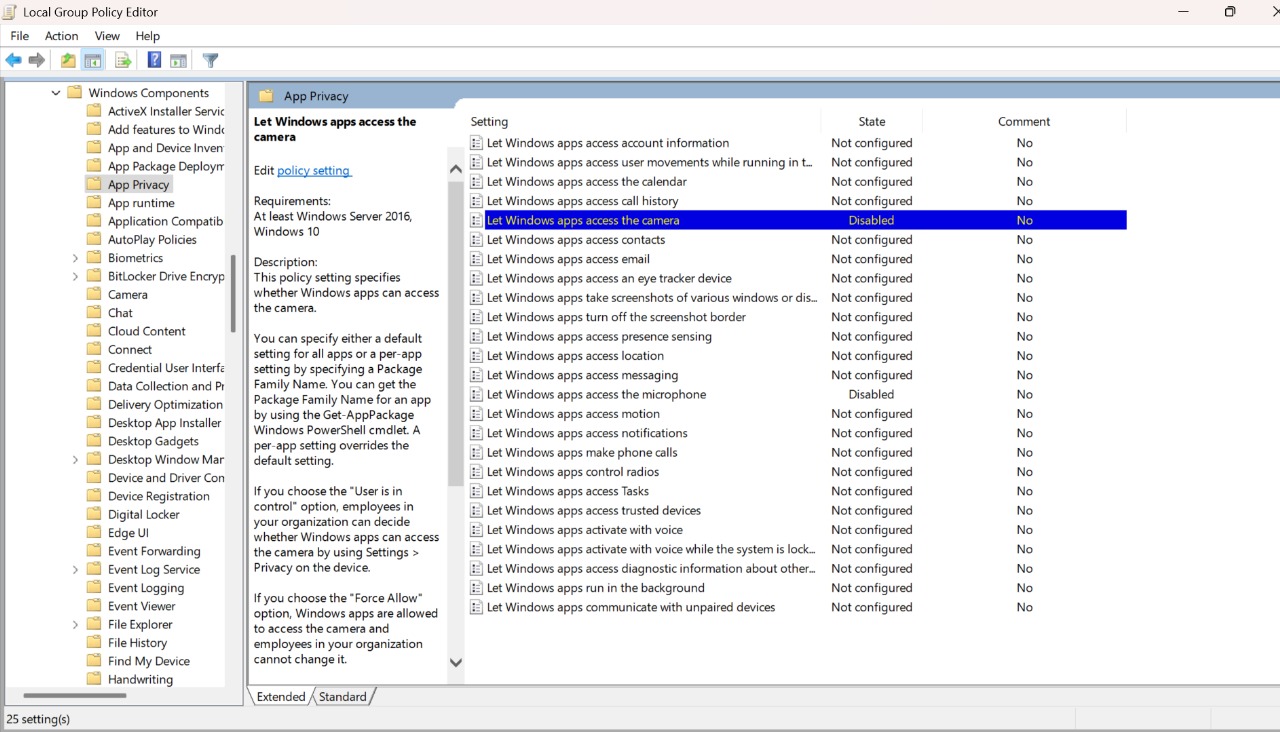 Local Group Policy Editor
File Action View Help
Windows Components
ActiveX Installer Servic
Add features to Windo
App and Device Inven
App Package Deploym
App Privacy
App runtime
Application Compatib
AutoPlay Policies
Biometrics
BitLocker Drive Encryp
Camera
Chat
Cloud Content
Connect
Credential User Interfa
Data Collection and Pr
Delivery Optimization
Desktop App Installer
Desktop Gadgets
Desktop Window Man
Device and Driver Com
Device Registration
Digital Locker
Edge UI
Event Forwarding
Event Log Service
Event Logging
Event Viewer
File Explorer
File History
Find My Device
Handwriting
App Privacy
Let Windows apps access the
camera
Edit policy setting
Requirements:
At least Windows Server 2016,
Windows 10
Description:
This policy setting specifies
whether Windows apps can access
the camera.
You can specify either a default
setting for all apps or a per-app
setting by specifying a Package
Family Name. You can get the
Package Family Name for an app
by using the Get-AppPackage
Windows PowerShell cmdlet. A
per-app setting overrides the
default setting.
If you choose the "User is in
control" option, employees in
your organization can decide
whether Windows apps can access
the camera by using Settings >
Privacy on the device.
If you choose the "Force Allow"
option, Windows apps are allowed
to access the camera and
employees in your organization
cannot change it.
Setting State Comment
Let Windows apps access account information Not configured No
Let Windows apps access user movements while running in t... Not configured No
Let Windows apps access the calendar Not configured No
Let Windows apps access call history Not configured No
Let Windows apps access the camera Disabled No
Let Windows apps access contacts Not configured No
Let Windows apps access email Not configured No
Let Windows apps access an eye tracker device Not configured No
Let Windows apps take screenshots of various windows or dis... Not configured No
Let Windows apps turn off the screenshot border Not configured No
Let Windows apps access presence sensing Not configured No
Let Windows apps access location Not configured No
Let Windows apps access messaging Not configured No
Let Windows apps access the microphone Disabled No
Let Windows apps access motion Not configured No
Let Windows apps access notifications Not configured No
Let Windows apps make phone calls Not configured No
Let Windows apps control radios Not configured No
Let Windows apps access Tasks Not configured No
Let Windows apps access trusted devices Not configured No
Let Windows apps activate with voice Not configured No
Let Windows apps activate with voice while the system is lock... Not configured No
Let Windows apps access diagnostic information about other... Not configured No
Let Windows apps run in the background Not configured No
Let Windows apps communicate with unpaired devices Not configured No
Extended Standard
25 setting(s)